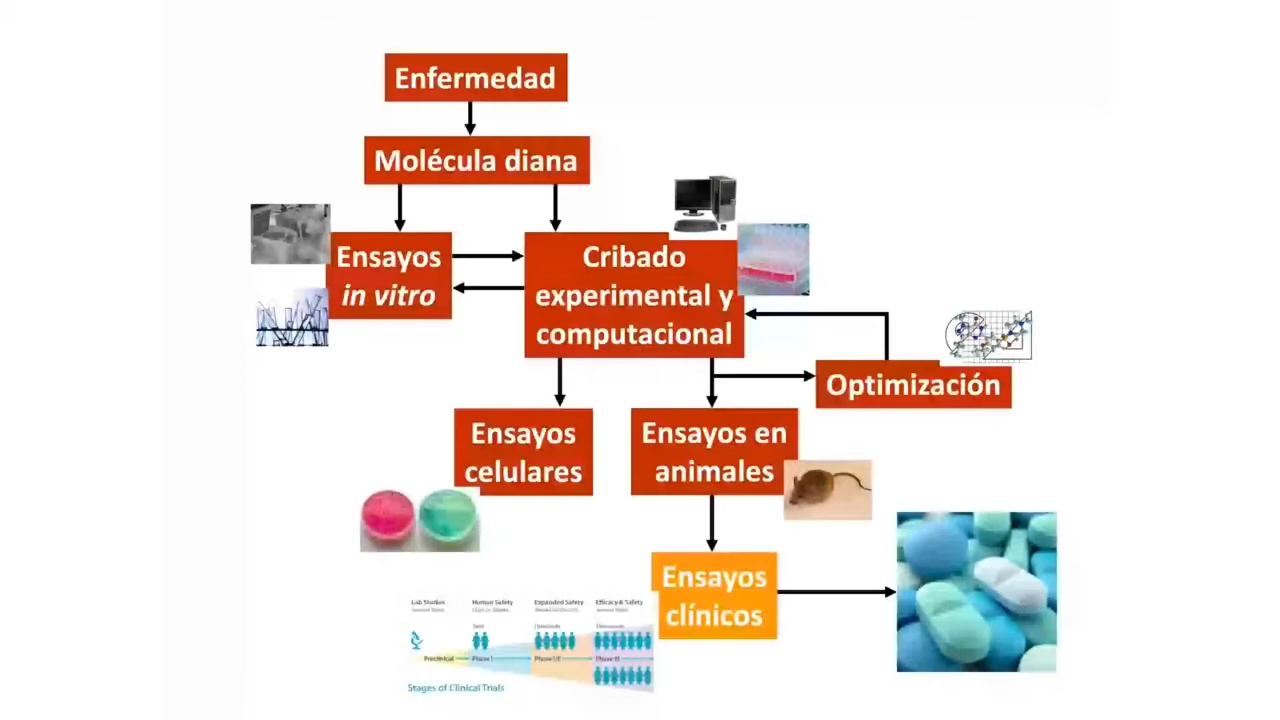 Enfermedad
Molécula diana
Ensayos
in vitro
Cribado
experimental y
computacional
Optimización
Ensayos
celulares
Ensayos en
animales
Ensayos
clínicos
Lab Studies
Human Safety
Expanded Safety
Efficacy & Safety
Preclinical
Phase I
Phase I/II
Phase III
Stages of Clinical Trials